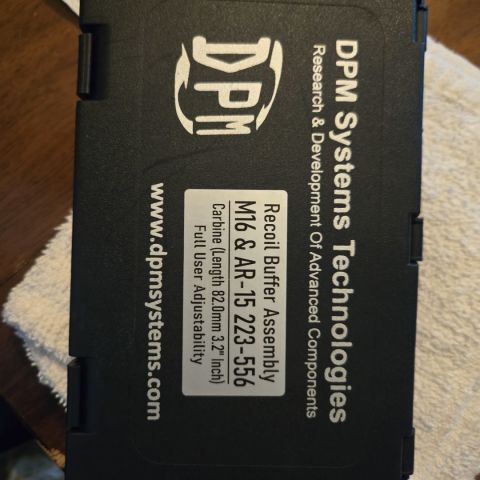 DPM Systems Technologies
Research & Development Of Advanced Components
DPM
Recoil Buffer Assembly
M16 & AR-15 223-556
Carbine (Length 82.0mm 3.2" Inch)
Full User Adjustability
www.dpmsystems.com